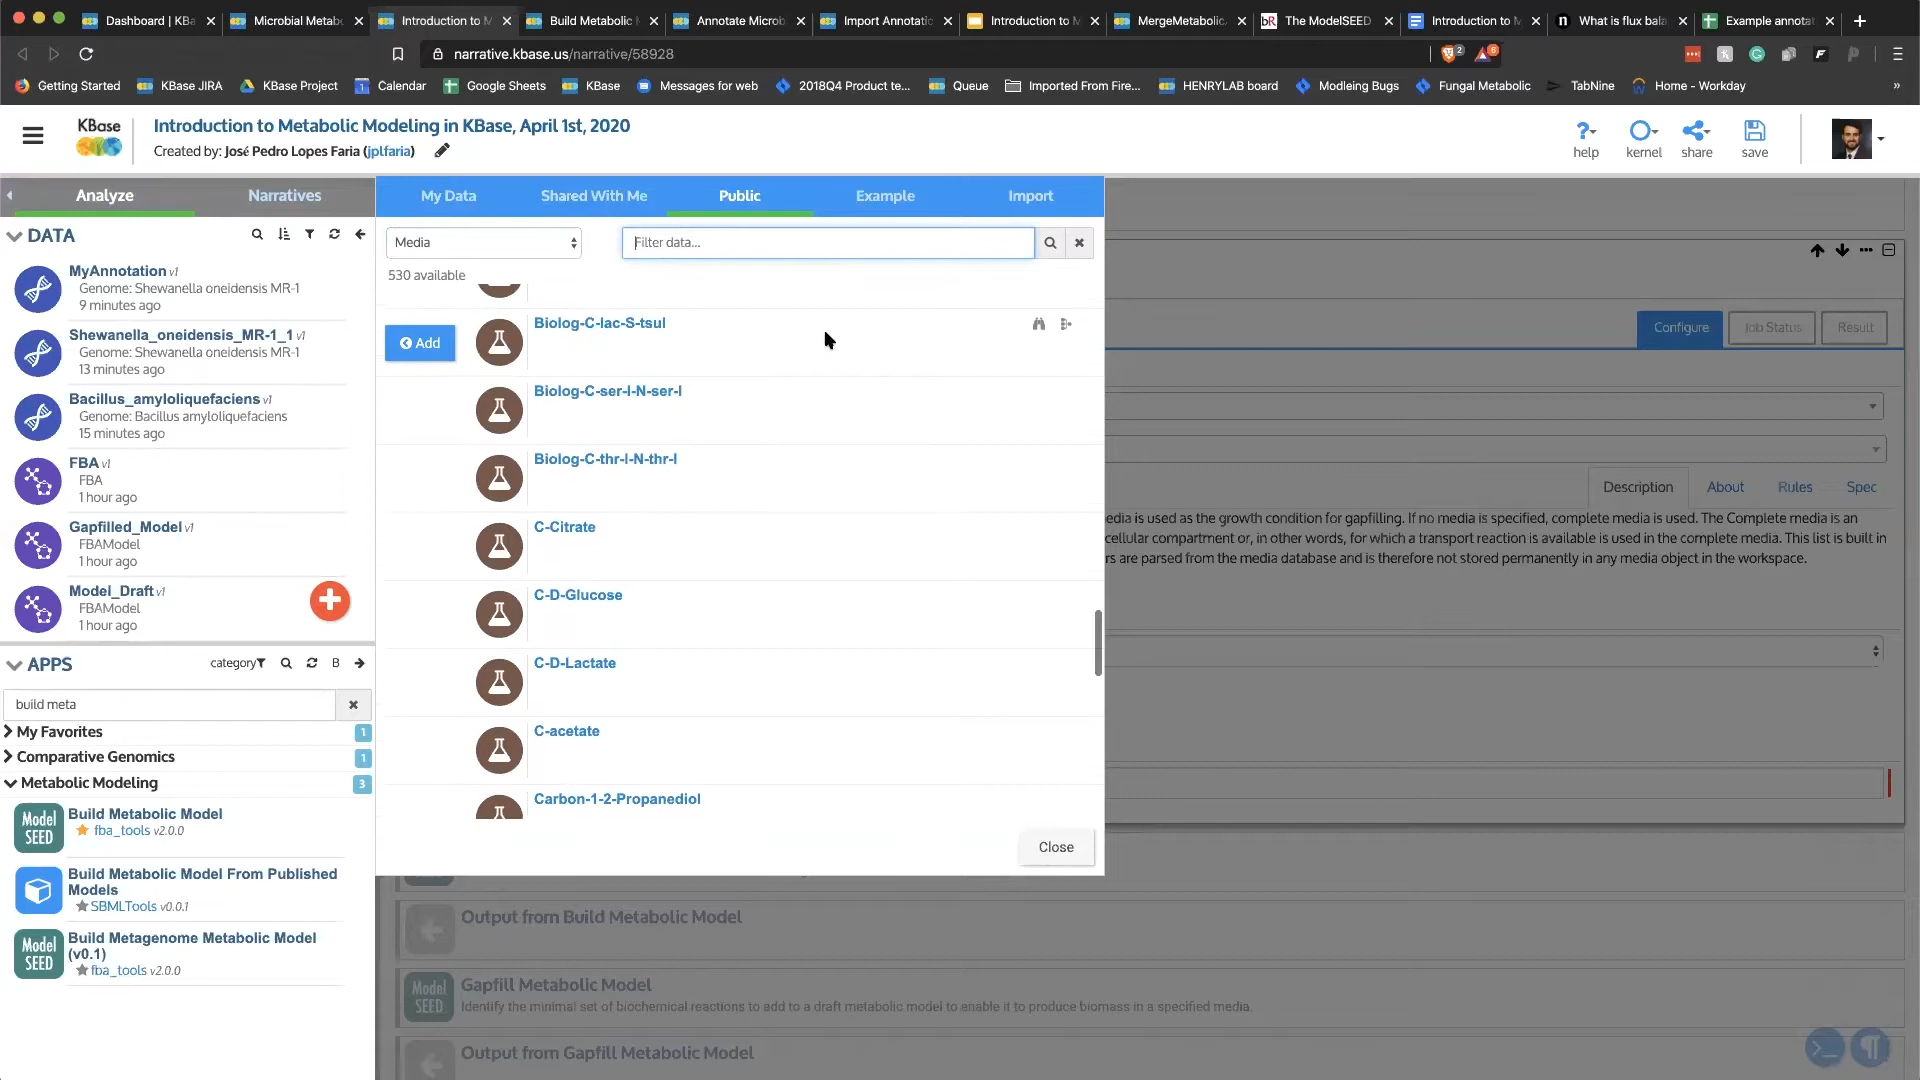 Dashboard | KBa
Microbial Metab
Introduction to M
Build Metabolic
Annotate Microb
Import Annotatic
Introduction to M
MergeMetabolic
bR The ModelSEED
Introduction to M
n What is flux bala
Example annotat
narrative.kbase.us/narrative/58928
2
6
Getting Started
KBase JIRA
KBase Project
Calendar
Google Sheets
KBase
Messages for web
2018Q4 Product te...
Queue
Imported From Fire...
HENRYLAB board
Modleing Bugs
Fungal Metabolic
TabNine
Home - Workday
»
KBase
Introduction to Metabolic Modeling in KBase, April 1st, 2020
Created by: José Pedro Lopes Faria (jplfaria)
help
kernel
share
save
Analyze
Narratives
My Data
Shared With Me
Public
Example
Import
DATA
MyAnnotation v1
Genome: Shewanella oneidensis MR-1
9 minutes ago
Shewanella_oneidensis_MR-1_1 v1
Genome: Shewanella oneidensis MR-1
13 minutes ago
Bacillus_amyloliquefaciens v1
Genome: Bacillus amyloliquefaciens
15 minutes ago
FBA v1
FBA
1 hour ago
Gapfilled_Model v1
FBAModel
1 hour ago
Model_Draft v1
FBAModel
1 hour ago
APPS
category
B
build meta
My Favorites
1
Comparative Genomics
1
Metabolic Modeling
3
Model SEED
Build Metabolic Model
fba_tools v2.0.0
Build Metabolic Model From Published
Models
SBMLTools v0.0.1
Model SEED
Build Metagenome Metabolic Model
(v0.1)
fba_tools v2.0.0
Media
Filter data...
530 available
Add
Biolog-C-lac-S-tsul
Biolog-C-ser-l-N-ser-l
Biolog-C-thr-l-N-thr-l
C-Citrate
C-D-Glucose
C-D-Lactate
C-acetate
Carbon-1-2-Propanediol
Close
Configure
Job Status
Result
Description
About
Rules
Spec
edia is used as the growth condition for gapfilling. If no media is specified, complete media is used. The Complete media is an
cellular compartment or, in other words, for which a transport reaction is available is used in the complete media. This list is built in
rs are parsed from the media database and is therefore not stored permanently in any media object in the workspace.
Output from Build Metabolic Model
Model SEED
Gapfill Metabolic Model
Identify the minimal set of biochemical reactions to add to a draft metabolic model to enable it to produce biomass in a specified media.
Output from Gapfill Metabolic Model